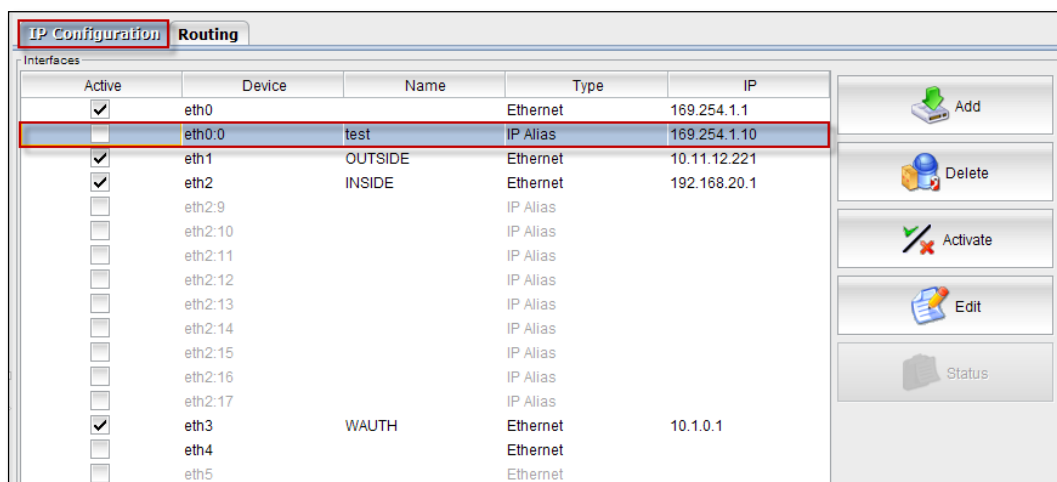 IP Configuration Routing
Interfaces
Active Device Name Type IP
eth0 Ethernet 169.254.1.1
eth0:0 test IP Alias 169.254.1.10
eth1 OUTSIDE Ethernet 10.11.12.221
eth2 INSIDE Ethernet 192.168.20.1
eth2:9 IP Alias
eth2:10 IP Alias
eth2:11 IP Alias
eth2:12 IP Alias
eth2:13 IP Alias
eth2:14 IP Alias
eth2:15 IP Alias
eth2:16 IP Alias
eth2:17 IP Alias
eth3 WAUTH Ethernet 10.1.0.1
eth4 Ethernet
eth5 Ethernet
Add
Delete
Activate
Edit
Status